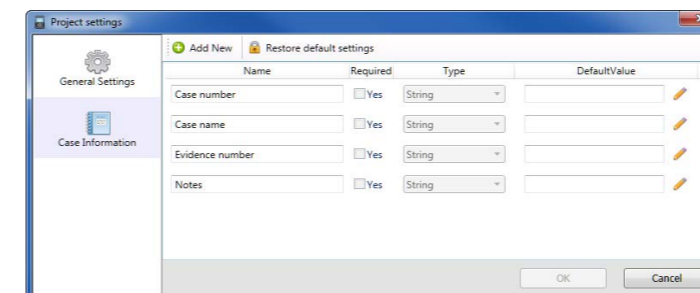 Project settings
General Settings
Case Information
Add New Restore default settings
Name Required Type DefaultValue
Case number Yes String
Case name Yes String
Evidence number Yes String
Notes Yes String
OK Cancel